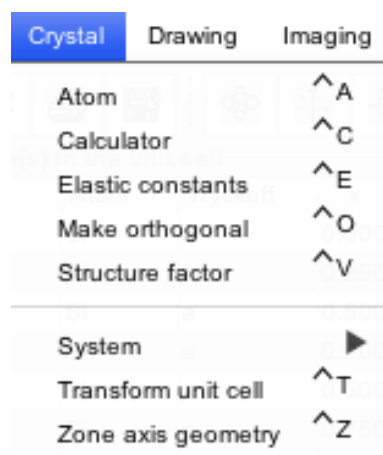 Crystal Drawing Imaging
Atom ^A
Calculator ^C
Elastic constants ^E
Make orthogonal ^O
Structure factor ^V
System ▶
Transform unit cell ^T
Zone axis geometry ^Z